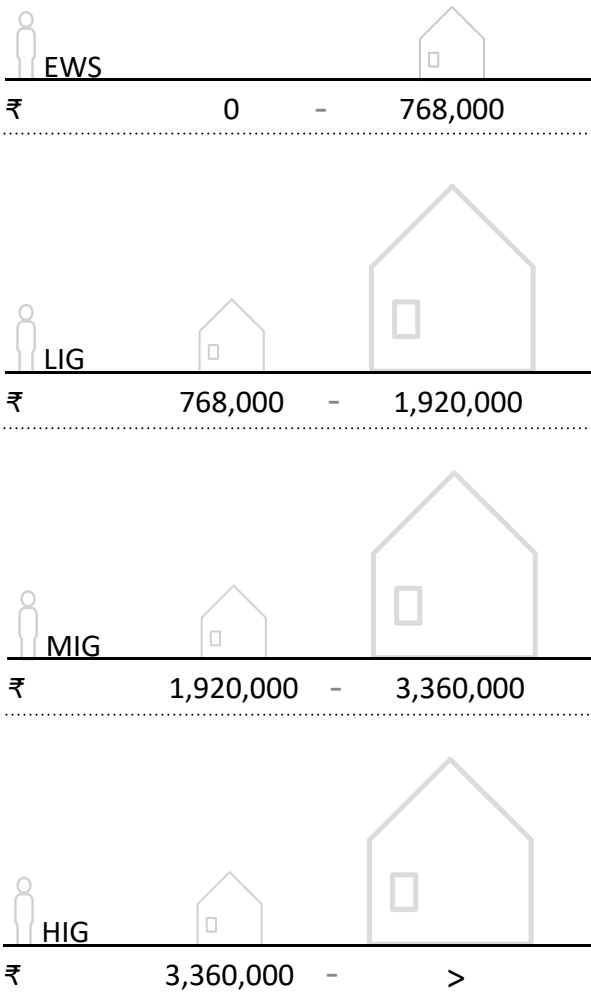 EWS
₹ 0 - 768,000
LIG
₹ 768,000 - 1,920,000
MIG
₹ 1,920,000 - 3,360,000
HIG
₹ 3,360,000 - >